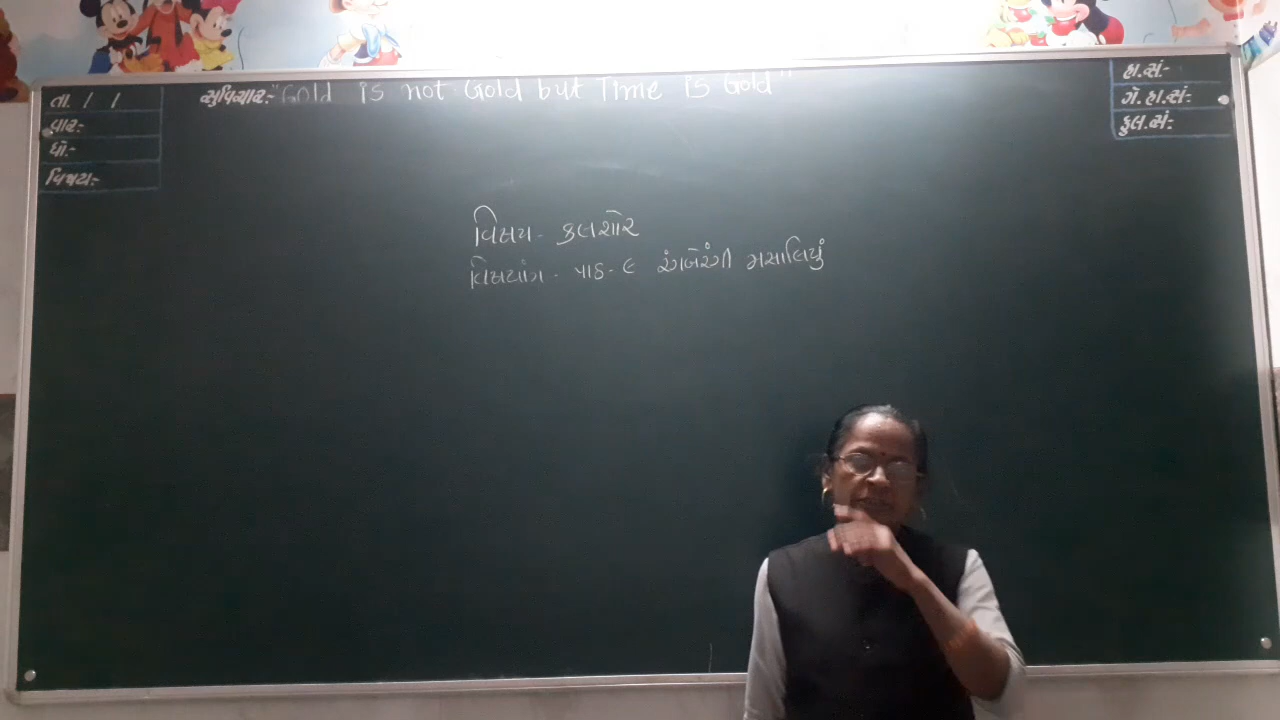 તા. / /
વાર:-
ધો.:-
વિષય:-
સુવિચાર:- "Gold is not Gold but Time is Gold"
હા.સં:-
ગે.હા.સં:-
કુલ.સં:-
વિષય - કલશોર
વિષયાંગ - પાઠ - ૯ રંગબેરંગી મસાલિયું